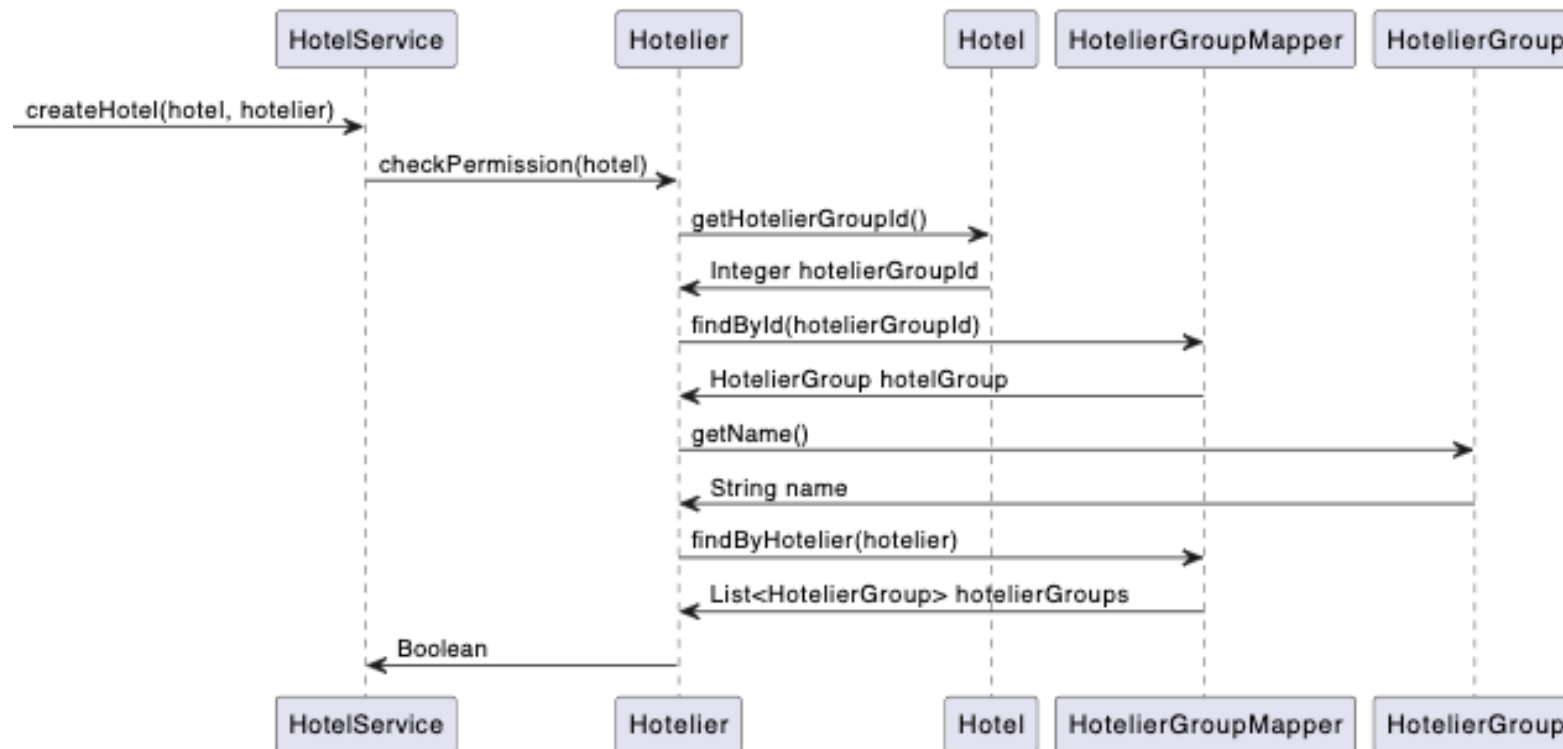 HotelService
Hotelier
Hotel
HotelierGroupMapper
HotelierGroup
createHotel(hotel, hotelier)
checkPermission(hotel)
getHotelierGroupId()
Integer hotelierGroupId
findById(hotelierGroupId)
HotelierGroup hotelGroup
getName()
String name
findByHotelier(hotelier)
List<HotelierGroup> hotelierGroups
Boolean
HotelService
Hotelier
Hotel
HotelierGroupMapper
HotelierGroup